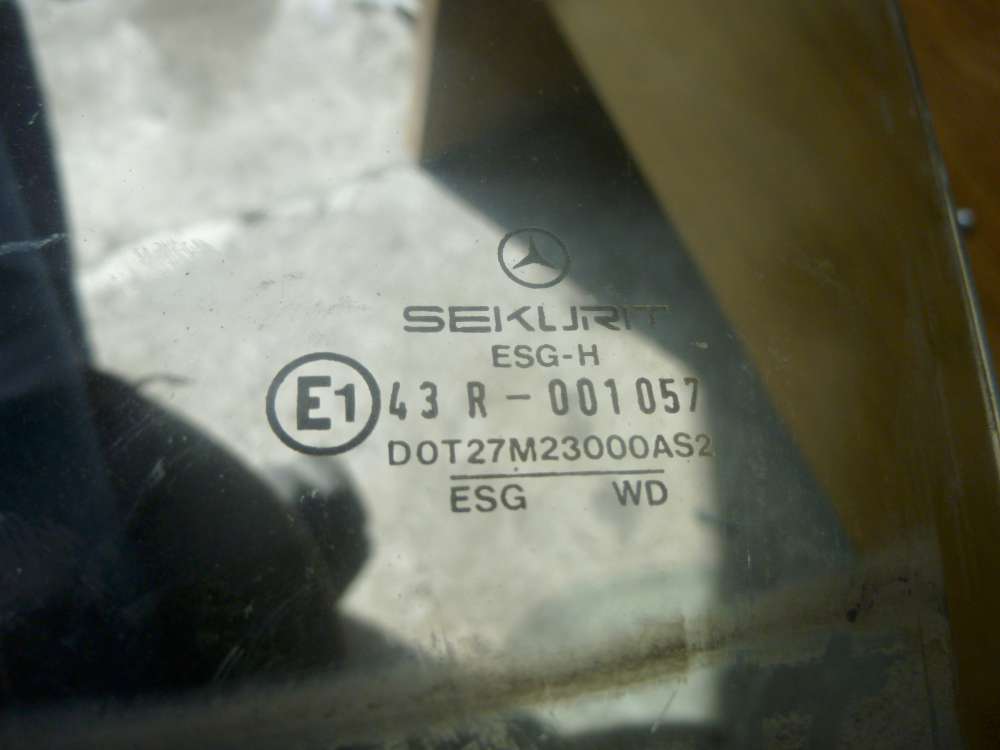 SEKURIT
ESG-H
E1 43 R - 001057
DOT27M23000AS2
ESG WD